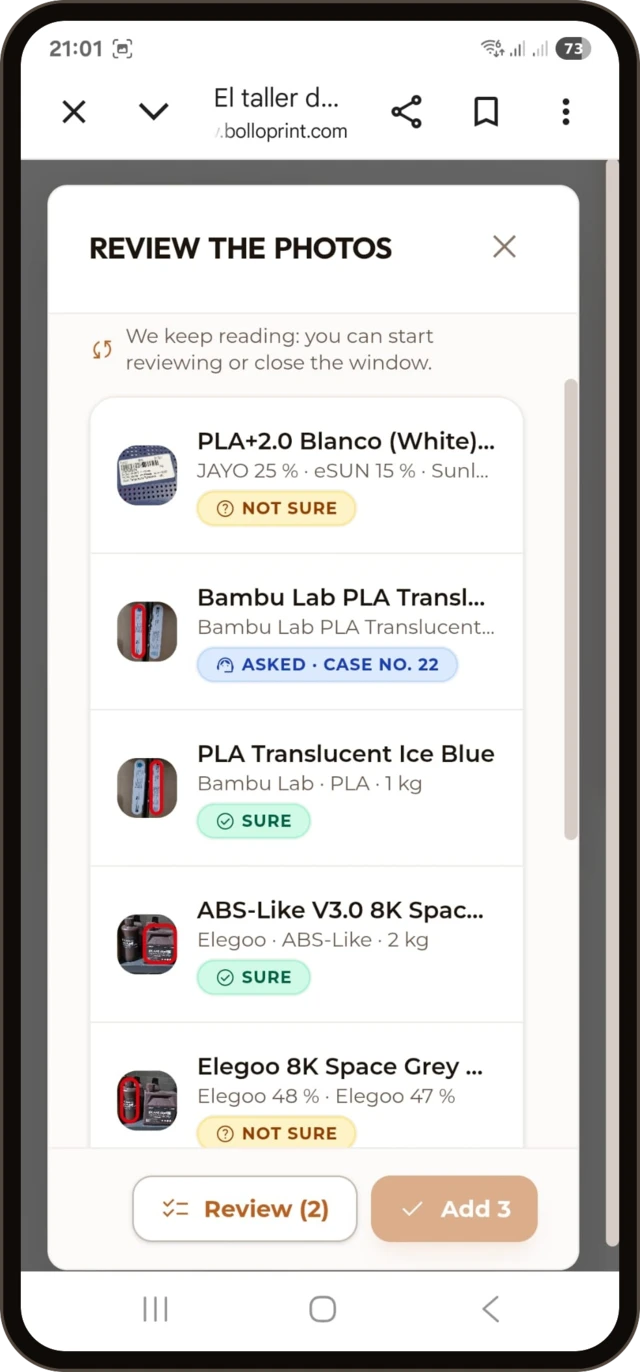 21:01
73
El taller d...
.bolloprint.com
REVIEW THE PHOTOS
We keep reading: you can start
reviewing or close the window.
PLA+2.0 Blanco (White)...
JAYO 25 % · eSUN 15 % · Sunl...
NOT SURE
Bambu Lab PLA Transl...
Bambu Lab PLA Translucent...
ASKED · CASE NO. 22
PLA Translucent Ice Blue
Bambu Lab · PLA · 1 kg
SURE
ABS-Like V3.0 8K Spac...
Elegoo · ABS-Like · 2 kg
SURE
Elegoo 8K Space Grey ...
Elegoo 48 % · Elegoo 47 %
NOT SURE
Review (2)
Add 3